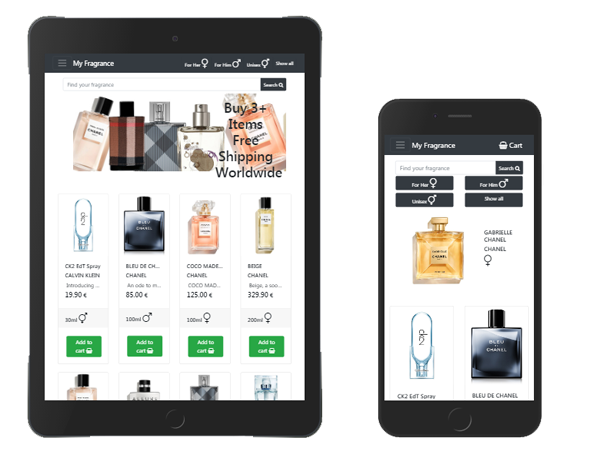 My Fragrance
For Her
For Him
Unisex
Show all
Find your fragrance
Search
Buy 3+
Items
Free
Shipping
Worldwide
CK2 EdT Spray
CALVIN KLEIN
Introducing ...
19.90 €
30ml
Add to
cart
BLEU DE CH...
CHANEL
An ode to m...
85.00 €
100ml
Add to
cart
COCO MADE...
CHANEL
COCO MAD...
125.00 €
100ml
Add to
cart
BEIGE
CHANEL
Beige, a soo...
329.90 €
200ml
Add to
cart
My Fragrance
Cart
Find your fragrance
Search
For Her
For Him
Unisex
Show all
GABRIELLE
CHANEL
CHANEL
CK2 EdT Spray
BLEU DE CHANEL